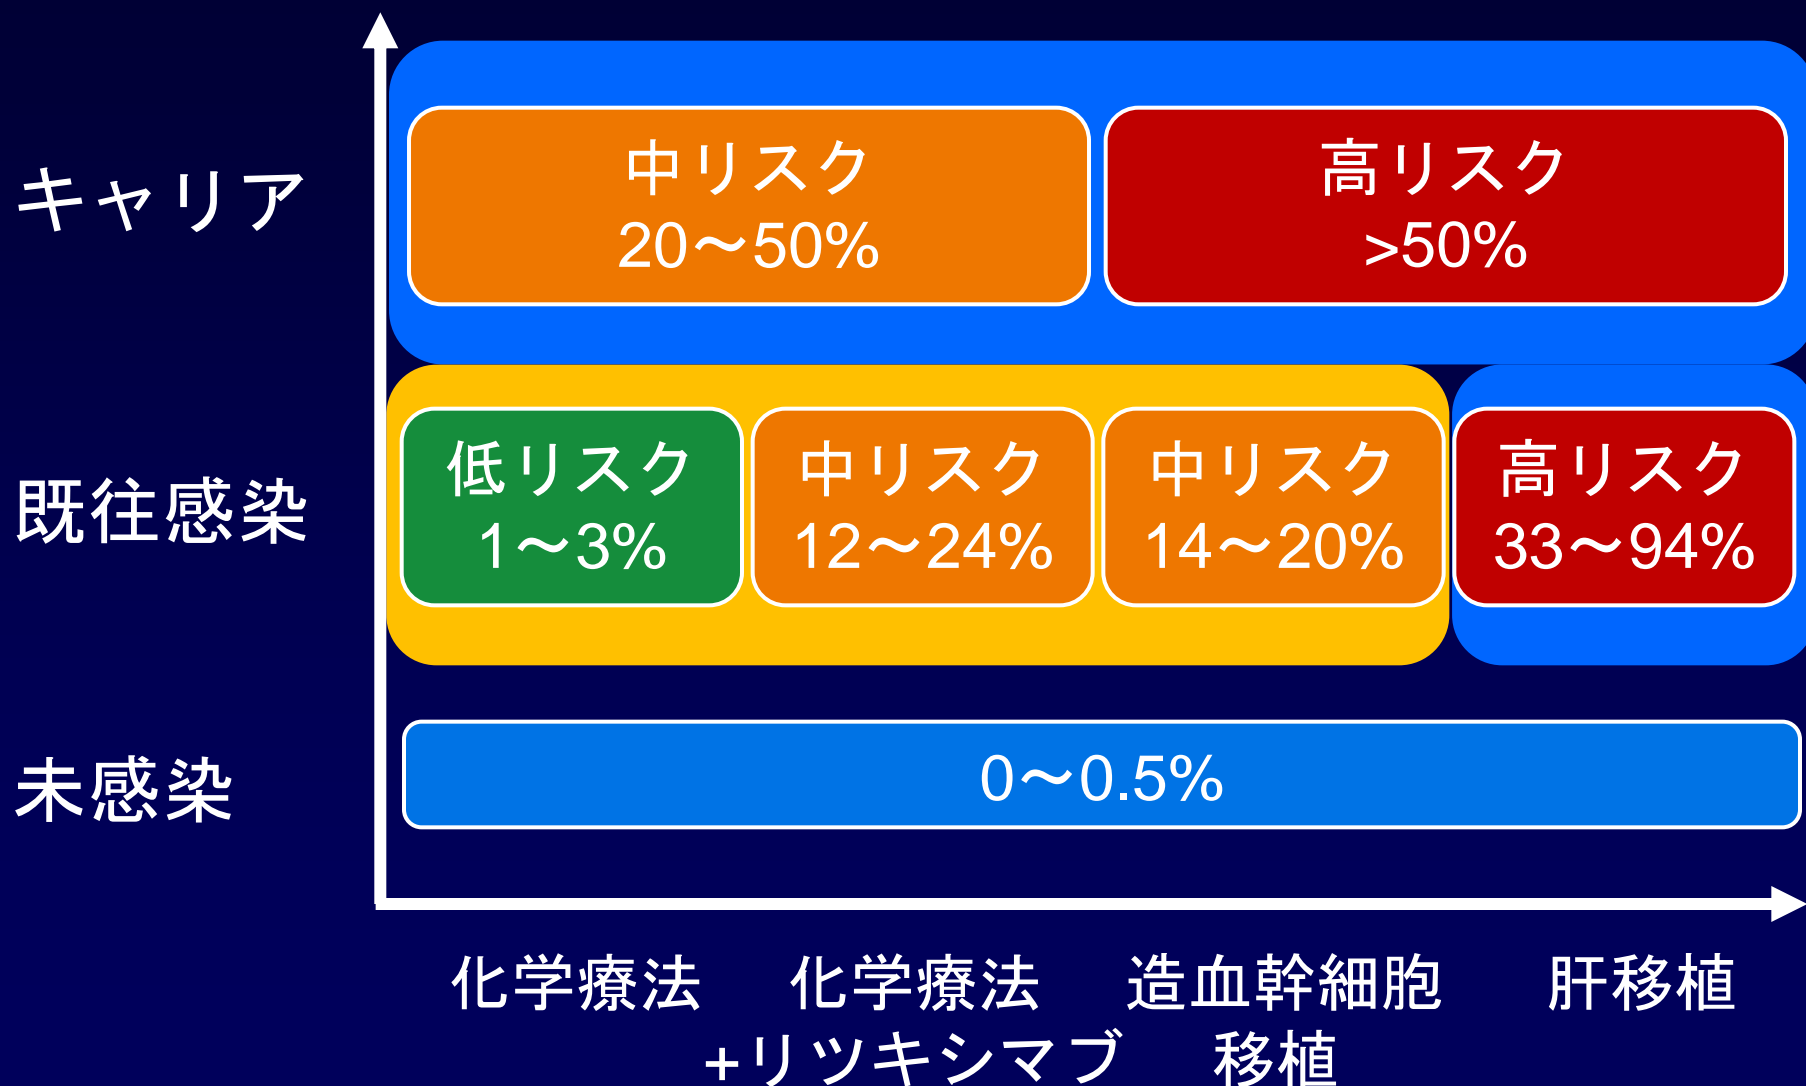 キャリア
中リスク
20～50%
高リスク
>50%
既往感染
低リスク
1～3%
中リスク
12～24%
中リスク
14～20%
高リスク
33～94%
未感染
0～0.5%
化学療法
化学療法
+リツキシマブ
造血幹細胞
移植
肝移植